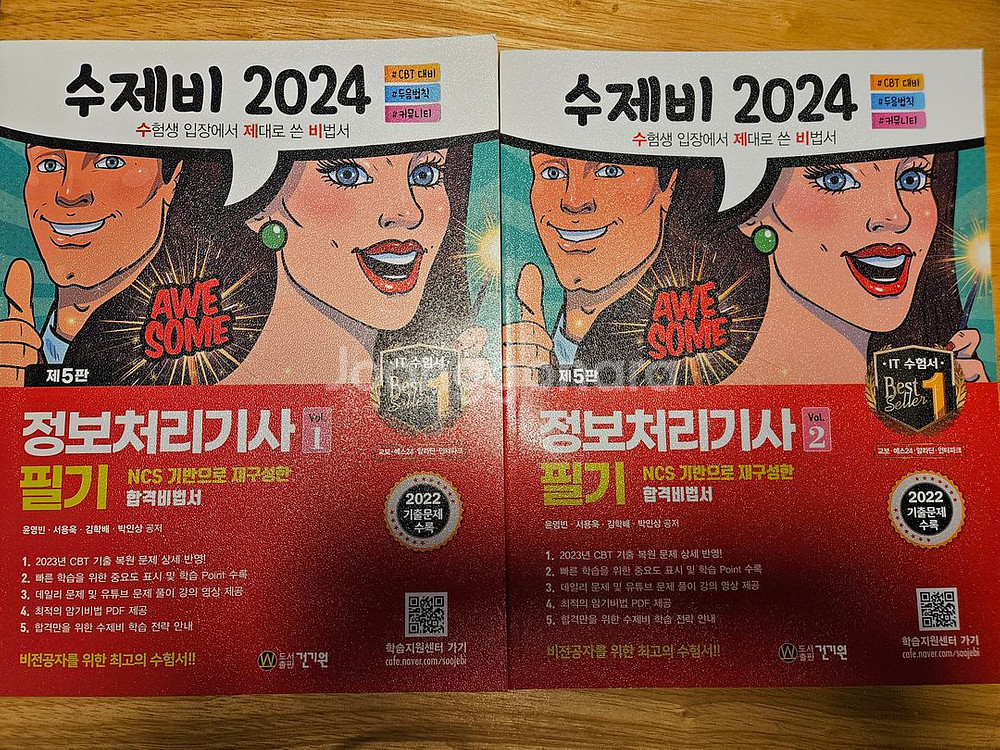 수제비 2024
#CBT 대비
#두음법칙
#커뮤니티
수험생 입장에서 제대로 쓴 비법서
AWE
SOME
제5판
IT 수험서
Best
Seller
1
교보·예스24·알라딘·인터파크
정보처리기사
Vol.
1
필기
NCS 기반으로 재구성한
합격비법서
윤영빈·서용욱·김학배·박인상 공저
2022
기출문제
수록
1. 2023년 CBT 기출 복원 문제 상세 반영!
2. 빠른 학습을 위한 중요도 표시 및 학습 Point 수록
3. 데일리 문제 및 유튜브 문제 풀이 강의 영상 제공
4. 최적의 암기비법 PDF 제공
5. 합격만을 위한 수제비 학습 전략 안내
학습지원센터 가기
cafe.naver.com/soojebi
비전공자를 위한 최고의 수험서!!
도서출판 건기원
수제비 2024
#CBT 대비
#두음법칙
#커뮤니티
수험생 입장에서 제대로 쓴 비법서
AWE
SOME
제5판
IT 수험서
Best
Seller
1
교보·예스24·알라딘·인터파크
정보처리기사
Vol.
2
필기
NCS 기반으로 재구성한
합격비법서
윤영빈·서용욱·김학배·박인상 공저
2022
기출문제
수록
1. 2023년 CBT 기출 복원 문제 상세 반영!
2. 빠른 학습을 위한 중요도 표시 및 학습 Point 수록
3. 데일리 문제 및 유튜브 문제 풀이 강의 영상 제공
4. 최적의 암기비법 PDF 제공
5. 합격만을 위한 수제비 학습 전략 안내
학습지원센터 가기
cafe.naver.com/soojebi
비전공자를 위한 최고의 수험서!!
도서출판 건기원